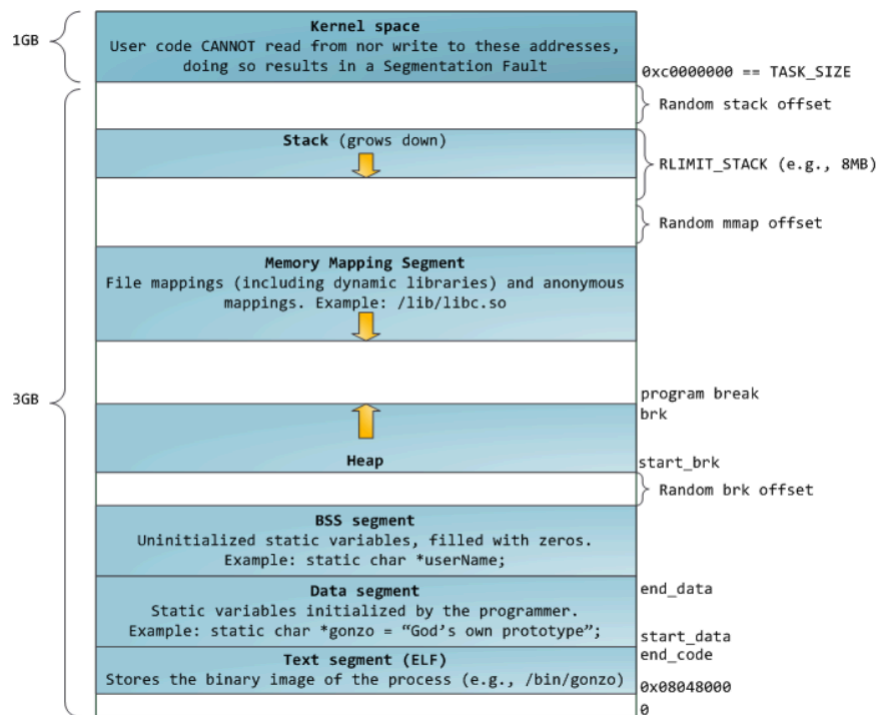 1GB
Kernel space
User code CANNOT read from nor write to these addresses,
doing so results in a Segmentation Fault
0xc0000000 == TASK_SIZE
Random stack offset
Stack (grows down)
RLIMIT_STACK (e.g., 8MB)
Random mmap offset
Memory Mapping Segment
File mappings (including dynamic libraries) and anonymous
mappings. Example: /lib/libc.so
3GB
program break
brk
Heap
start_brk
Random brk offset
BSS segment
Uninitialized static variables, filled with zeros.
Example: static char *userName;
Data segment
end_data
Static variables initialized by the programmer.
Example: static char *gonzo = “God’s own prototype”;
start_data
end_code
Text segment (ELF)
Stores the binary image of the process (e.g., /bin/gonzo)
0x08048000
0